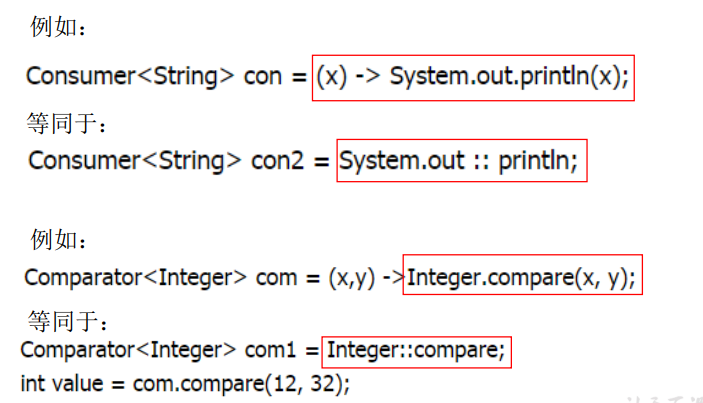 例如：
Consumer<String> con = (x) -> System.out.println(x);
等同于：
Consumer<String> con2 = System.out :: println;
例如：
Comparator<Integer> com = (x,y) ->Integer.compare(x, y);
等同于：
Comparator<Integer> com1 = Integer::compare;
int value = com.compare(12, 32);